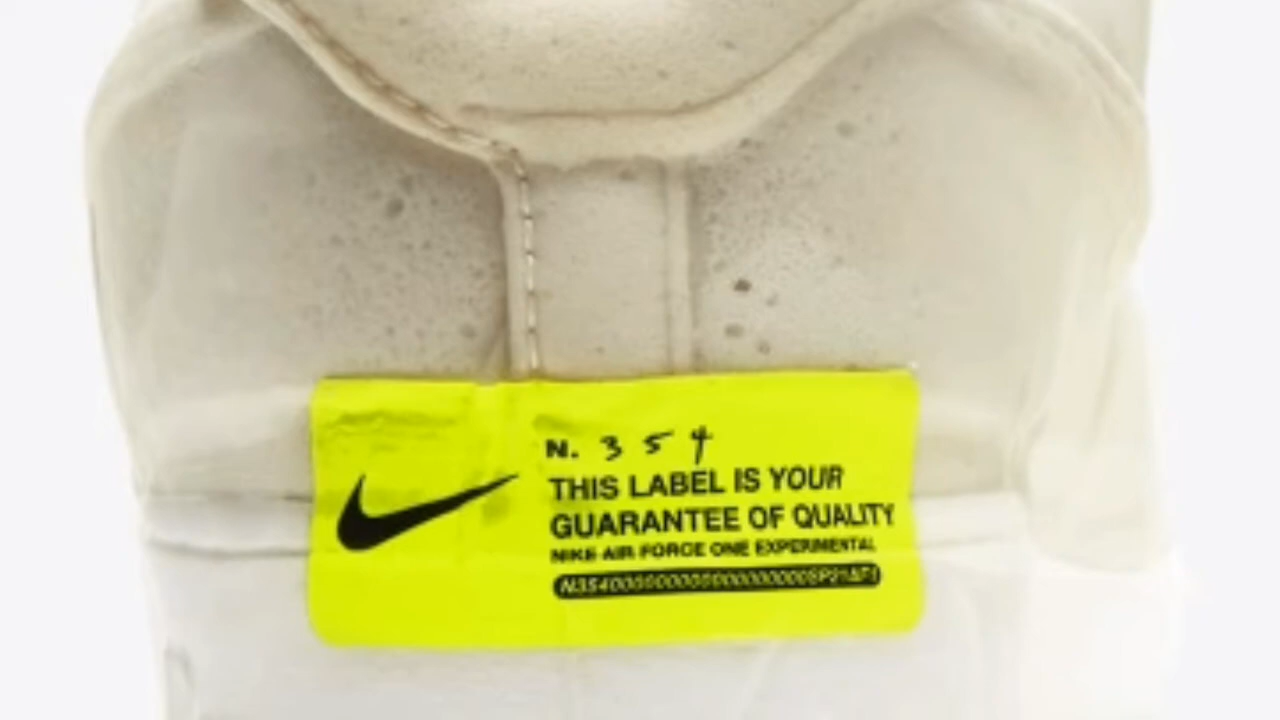 N. 354
THIS LABEL IS YOUR
GUARANTEE OF QUALITY
NIKE AIR FORCE ONE EXPERIMENTAL